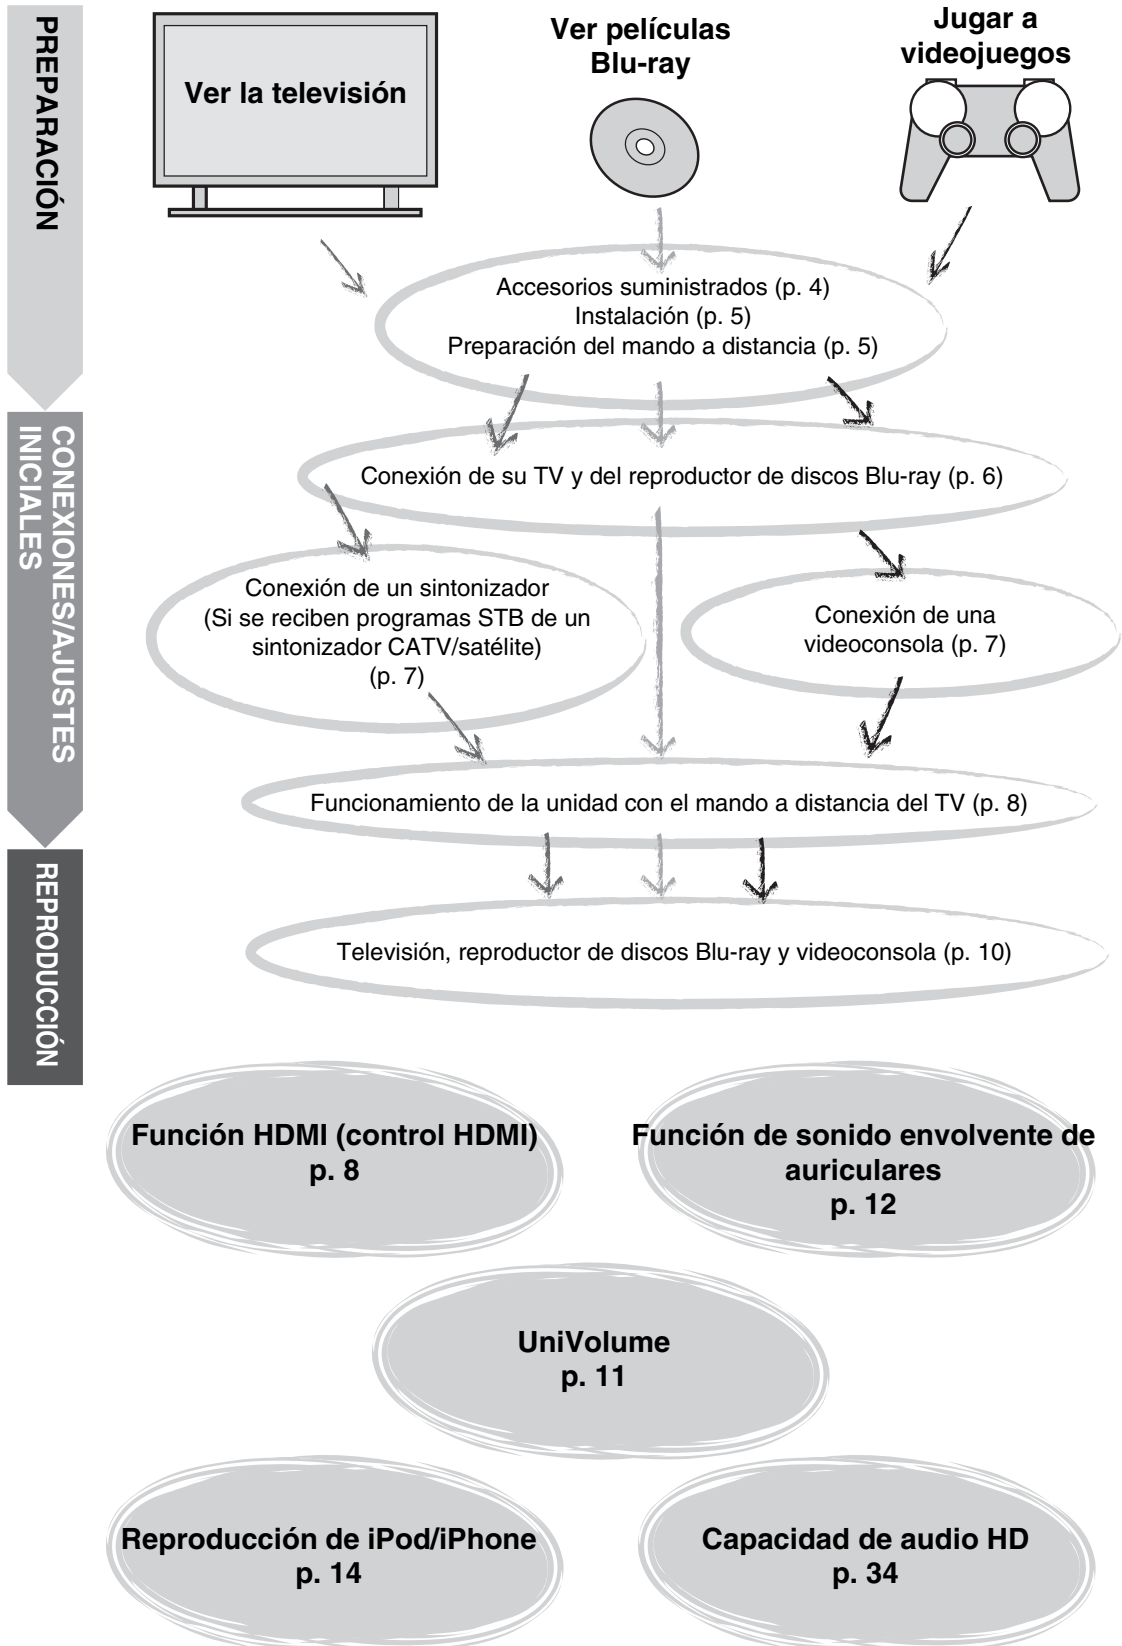 PREPARACIÓN
Ver la televisión
Ver películas
Blu-ray
Jugar a
videojuegos
Accesorios suministrados (p. 4)
Instalación (p. 5)
Preparación del mando a distancia (p. 5)
CONEXIONES/AJUSTES
INICIALES
Conexión de su TV y del reproductor de discos Blu-ray (p. 6)
Conexión de un sintonizador
(Si se reciben programas STB de un
sintonizador CATV/satélite)
(p. 7)
Conexión de una
videoconsola (p. 7)
Funcionamiento de la unidad con el mando a distancia del TV (p. 8)
REPRODUCCIÓN
Televisión, reproductor de discos Blu-ray y videoconsola (p. 10)
Función HDMI (control HDMI)
p. 8
Función de sonido envolvente de
auriculares
p. 12
UniVolume
p. 11
Reproducción de iPod/iPhone
p. 14
Capacidad de audio HD
p. 34